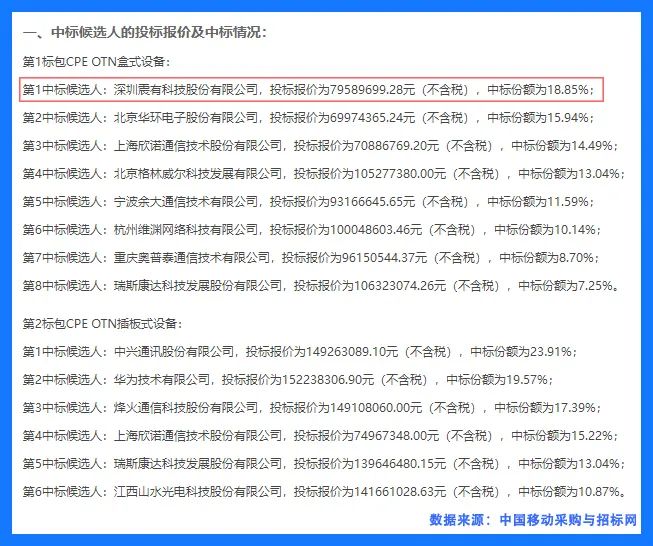 一、中标候选人的投标报价及中标情况：
第1标包CPE OTN盒式设备：
第1中标候选人：深圳震有科技股份有限公司，投标报价为79589699.28元（不含税），中标份额为18.85%；
第2中标候选人：北京华环电子股份有限公司，投标报价为69974365.24元（不含税），中标份额为15.94%；
第3中标候选人：上海欣诺通信技术股份有限公司，投标报价为70886769.20元（不含税），中标份额为14.49%；
第4中标候选人：北京格林威尔科技发展有限公司，投标报价为105277380.00元（不含税），中标份额为13.04%；
第5中标候选人：宁波余大通信技术有限公司，投标报价为93166645.65元（不含税），中标份额为11.59%；
第6中标候选人：杭州维渊网络科技有限公司，投标报价为100048603.46元（不含税），中标份额为10.14%；
第7中标候选人：重庆奥普泰通信技术有限公司，投标报价为96150544.37元（不含税），中标份额为8.70%；
第8中标候选人：瑞斯康达科技发展股份有限公司，投标报价为106323074.26元（不含税），中标份额为7.25%。
第2标包CPE OTN插板式设备：
第1中标候选人：中兴通讯股份有限公司，投标报价为149263089.10元（不含税），中标份额为23.91%；
第2中标候选人：华为技术有限公司，投标报价为152238306.90元（不含税），中标份额为19.57%；
第3中标候选人：烽火通信科技股份有限公司，投标报价为149108060.00元（不含税），中标份额为17.39%；
第4中标候选人：上海欣诺通信技术股份有限公司，投标报价为74967348.00元（不含税），中标份额为15.22%；
第5中标候选人：瑞斯康达科技发展股份有限公司，投标报价为139646480.15元（不含税），中标份额为13.04%；
第6中标候选人：江西山水光电科技股份有限公司，投标报价为141661028.63元（不含税），中标份额为10.87%。
数据来源：中国移动采购与招标网